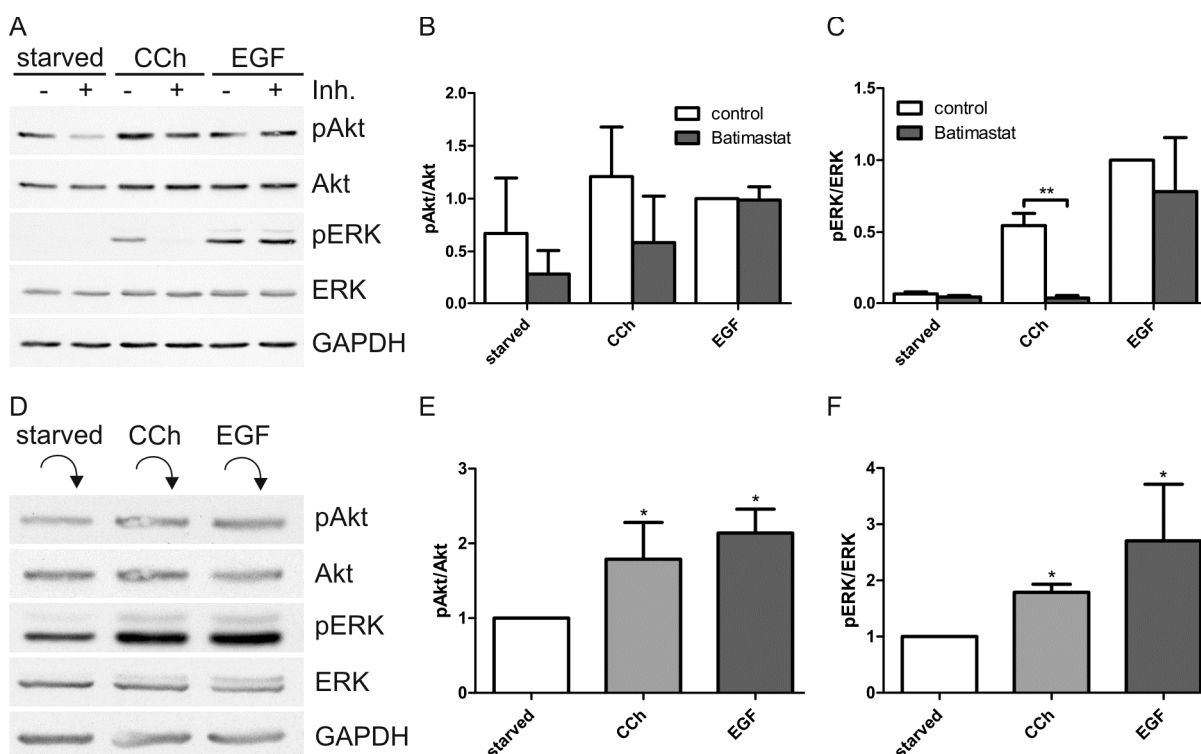 A
starved CCh EGF
- + - + - + Inh.
pAkt
Akt
pERK
ERK
GAPDH
B
pAkt/Akt
2.0
1.5
1.0
0.5
0.0
control
Batimastat
starved
CCh
EGF
C
pERK/ERK
1.5
1.0
0.5
0.0
control
Batimastat
**
starved
CCh
EGF
D
starved CCh EGF
pAkt
Akt
pERK
ERK
GAPDH
E
pAkt/Akt
3
2
1
0
*
*
starved
CCh
EGF
F
pERK/ERK
4
3
2
1
0
*
*
starved
CCh
EGF